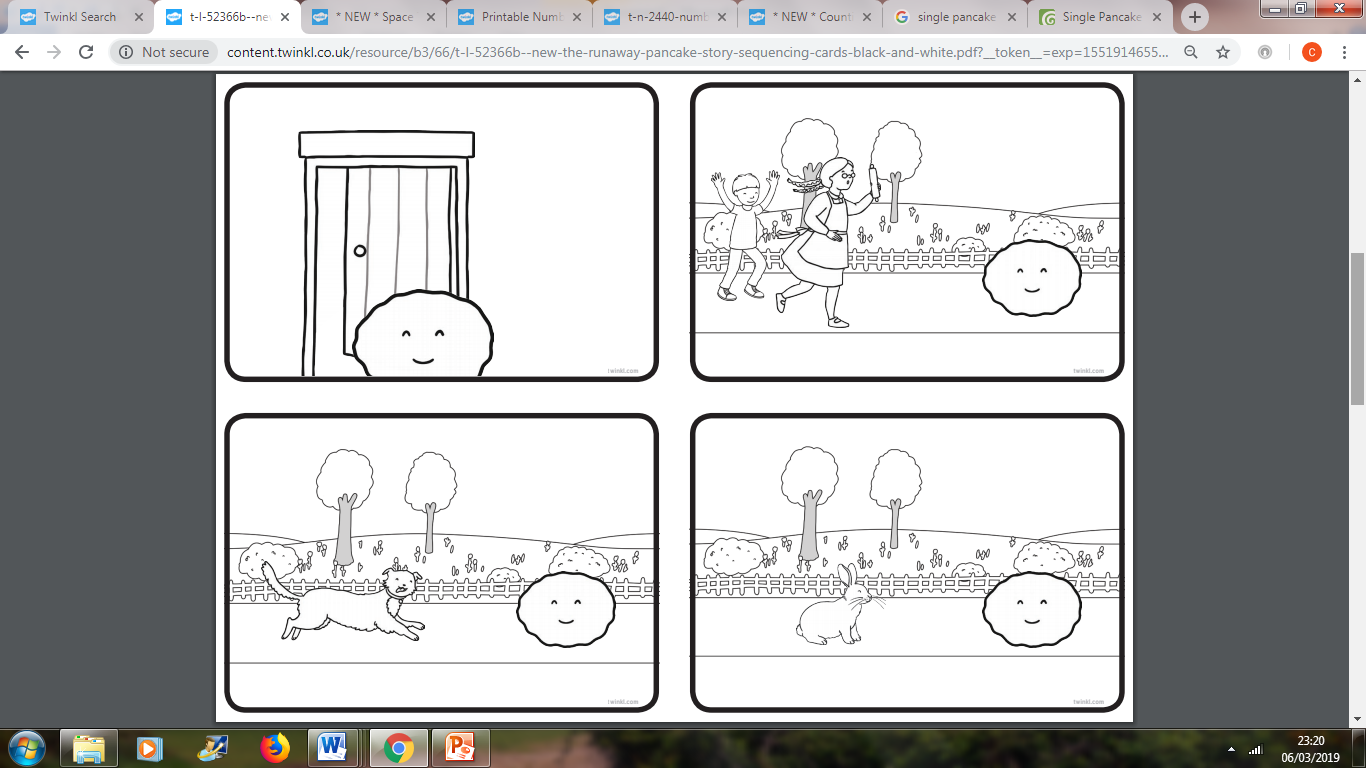 Twinkl Search
t-l-52366b--ne
* NEW * Space
Printable Numb
t-n-2440-numb
* NEW * Count
single pancake
Single Pancake
Not secure
content.twinkl.co.uk/resource/b3/66/t-l-52366b--new-the-runaway-pancake-story-sequencing-cards-black-and-white.pdf?__token__=exp=1551914655...
C
twinkl.com
twinkl.com
twinkl.com
twinkl.com
23:20
06/03/2019